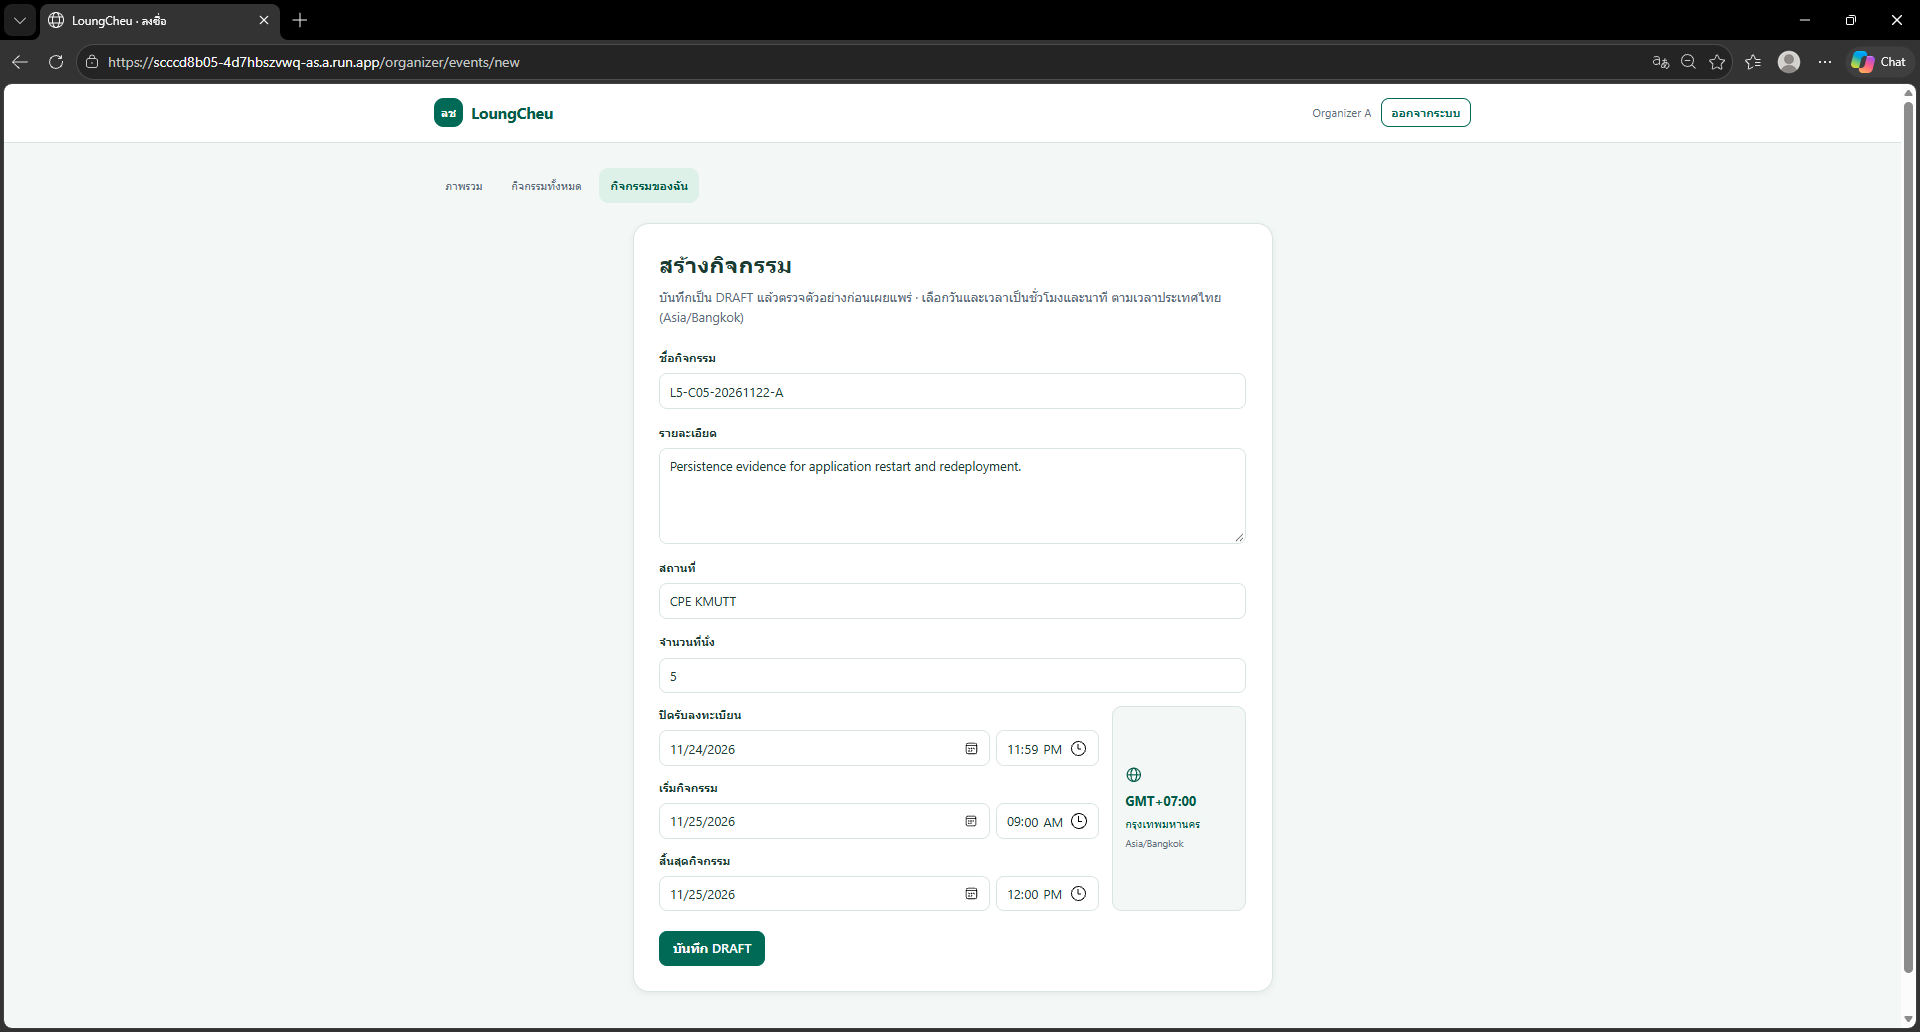 LoungCheu · ลงชื่อ
https://scccd8b05-4d7hbszvwq-as.a.run.app/organizer/events/new
Chat
ลช LoungCheu
Organizer A ออกจากระบบ
ภาพรวม กิจกรรมทั้งหมด กิจกรรมของฉัน
สร้างกิจกรรม
บันทึกเป็น DRAFT แล้วตรวจตัวอย่างก่อนเผยแพร่ · เลือกวันและเวลาเป็นชั่วโมงและนาที ตามเวลาประเทศไทย
(Asia/Bangkok)
ชื่อกิจกรรม
L5-C05-20261122-A
รายละเอียด
Persistence evidence for application restart and redeployment.
สถานที่
CPE KMUTT
จำนวนที่นั่ง
5
ปิดรับลงทะเบียน
11/24/2026 11:59 PM
เริ่มกิจกรรม
11/25/2026 09:00 AM
สิ้นสุดกิจกรรม
11/25/2026 12:00 PM
GMT+07:00
กรุงเทพมหานคร
Asia/Bangkok
บันทึก DRAFT